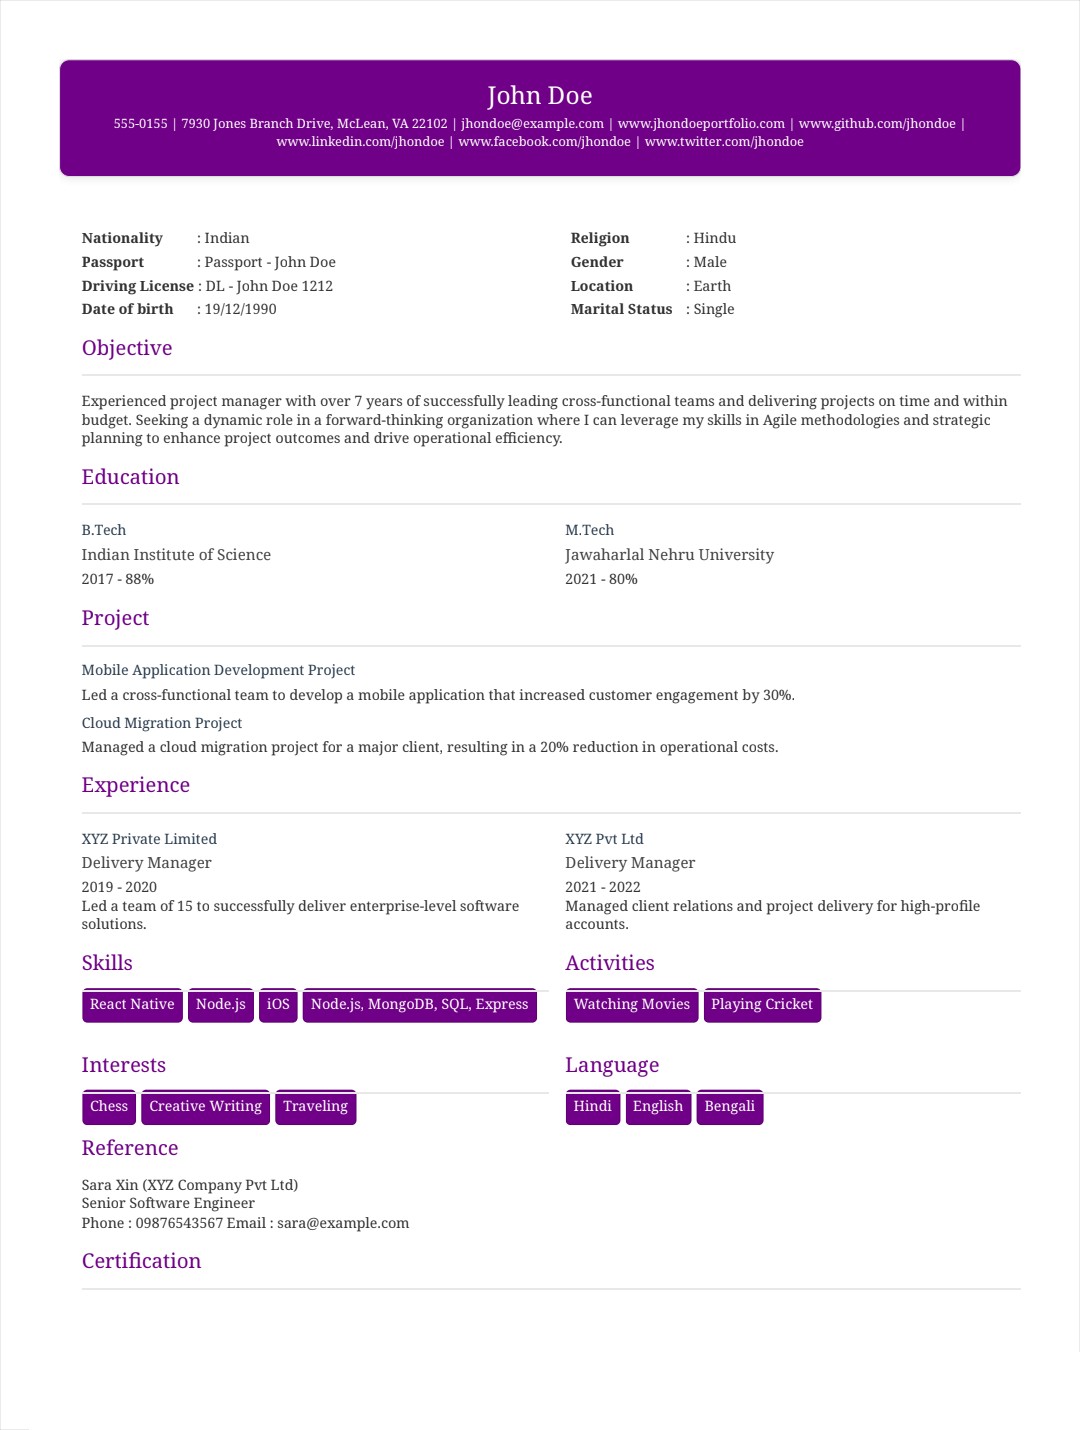 John Doe
555-0155 | 7930 Jones Branch Drive, McLean, VA 22102 | jhondoe@example.com | www.jhondoeportfolio.com | www.github.com/jhondoe |
www.linkedin.com/jhondoe | www.facebook.com/jhondoe | www.twitter.com/jhondoe
Nationality : Indian
Passport : Passport - John Doe
Driving License : DL - John Doe 1212
Date of birth : 19/12/1990
Religion : Hindu
Gender : Male
Location : Earth
Marital Status : Single
Objective
Experienced project manager with over 7 years of successfully leading cross-functional teams and delivering projects on time and within
budget. Seeking a dynamic role in a forward-thinking organization where I can leverage my skills in Agile methodologies and strategic
planning to enhance project outcomes and drive operational efficiency.
Education
B.Tech
Indian Institute of Science
2017 - 88%
M.Tech
Jawaharlal Nehru University
2021 - 80%
Project
Mobile Application Development Project
Led a cross-functional team to develop a mobile application that increased customer engagement by 30%.
Cloud Migration Project
Managed a cloud migration project for a major client, resulting in a 20% reduction in operational costs.
Experience
XYZ Private Limited
Delivery Manager
2019 - 2020
Led a team of 15 to successfully deliver enterprise-level software
solutions.
XYZ Pvt Ltd
Delivery Manager
2021 - 2022
Managed client relations and project delivery for high-profile
accounts.
Skills
React Native Node.js iOS Node.js, MongoDB, SQL, Express
Activities
Watching Movies Playing Cricket
Interests
Chess Creative Writing Traveling
Language
Hindi English Bengali
Reference
Sara Xin (XYZ Company Pvt Ltd)
Senior Software Engineer
Phone : 09876543567 Email : sara@example.com
Certification